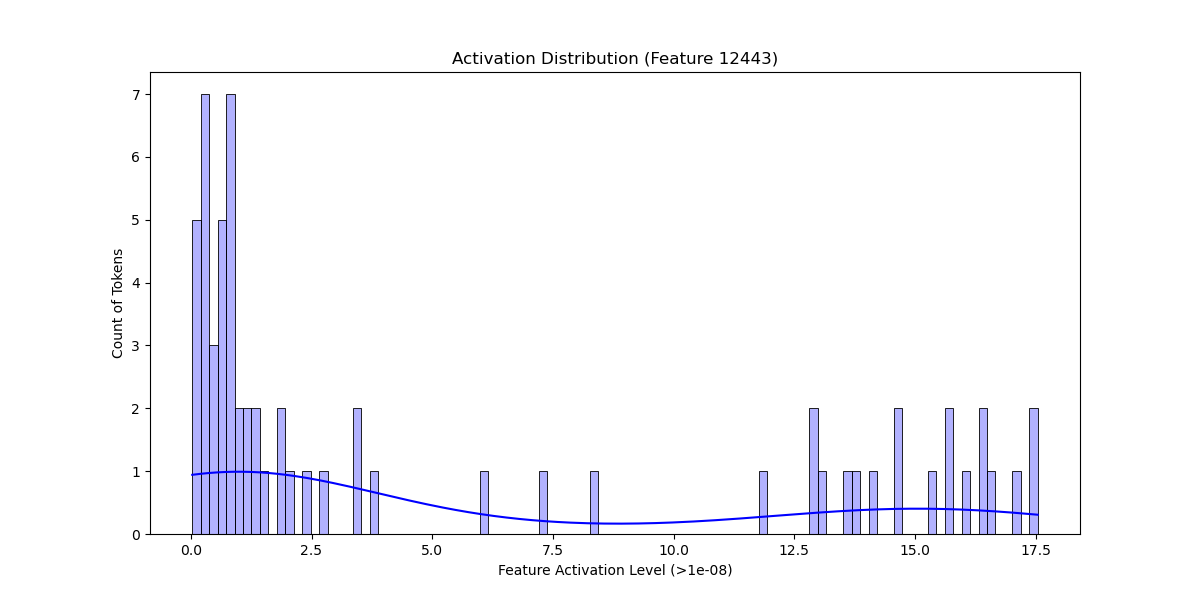 Activation Distribution (Feature 12443)
7
6
5
4
3
2
1
0
Count of Tokens
0.0 2.5 5.0 7.5 10.0 12.5 15.0 17.5
Feature Activation Level (>1e-08)